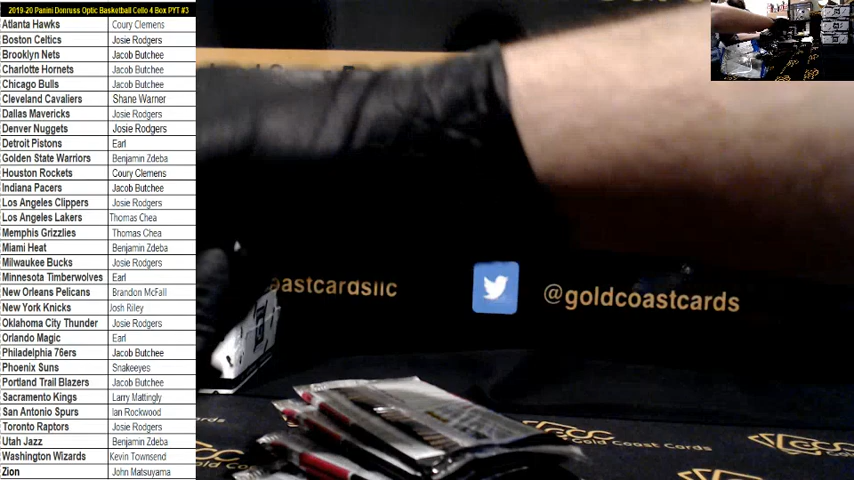 2019-20 Panini Donruss Optic Basketball Cello 4 Box PYT #3
Atlanta Hawks Coury Clemens
Boston Celtics Josie Rodgers
Brooklyn Nets Jacob Butchee
Charlotte Hornets Jacob Butchee
Chicago Bulls Jacob Butchee
Cleveland Cavaliers Shane Warner
Dallas Mavericks Josie Rodgers
Denver Nuggets Josie Rodgers
Detroit Pistons Earl
Golden State Warriors Benjamin Zdeba
Houston Rockets Coury Clemens
Indiana Pacers Jacob Butchee
Los Angeles Clippers Josie Rodgers
Los Angeles Lakers Thomas Chea
Memphis Grizzlies Thomas Chea
Miami Heat Benjamin Zdeba
Milwaukee Bucks Josie Rodgers
Minnesota Timberwolves Earl
New Orleans Pelicans Brandon McFall
New York Knicks Josh Riley
Oklahoma City Thunder Josie Rodgers
Orlando Magic Earl
Philadelphia 76ers Jacob Butchee
Phoenix Suns Snakeeyes
Portland Trail Blazers Jacob Butchee
Sacramento Kings Larry Mattingly
San Antonio Spurs Ian Rockwood
Toronto Raptors Josie Rodgers
Utah Jazz Benjamin Zdeba
Washington Wizards Kevin Townsend
Zion John Matsuyama
oastcardsllc
@goldcoastcards
GCC
Gold Coast Cards